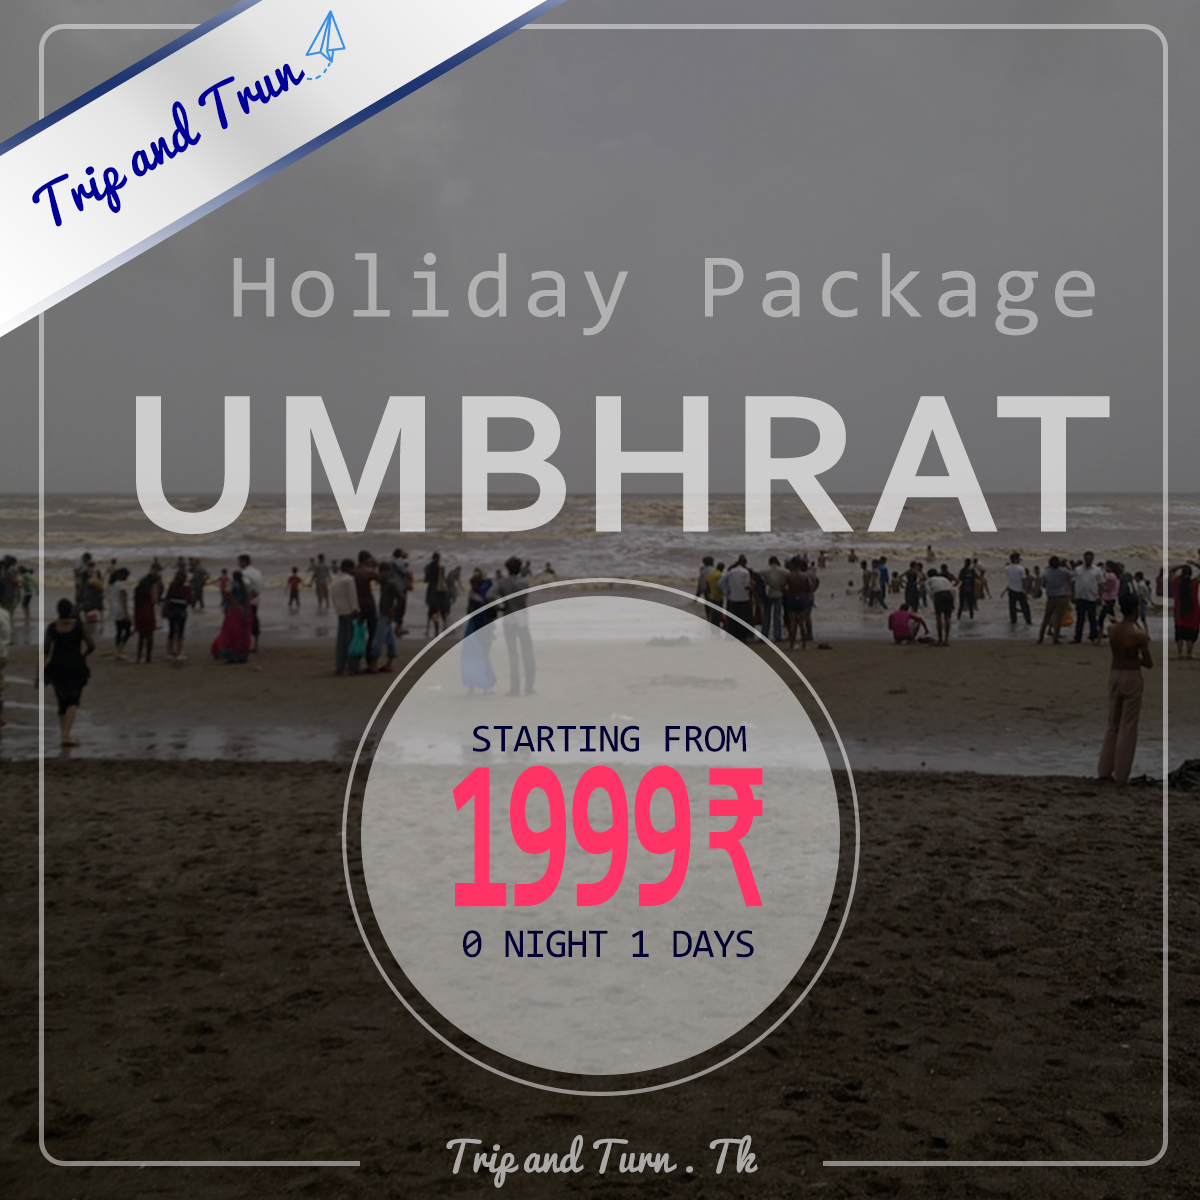 Trip and Trun
Holiday Package
UMBHRAT
STARTING FROM
1999₹
0 NIGHT 1 DAYS
Trip and Turn . Tk